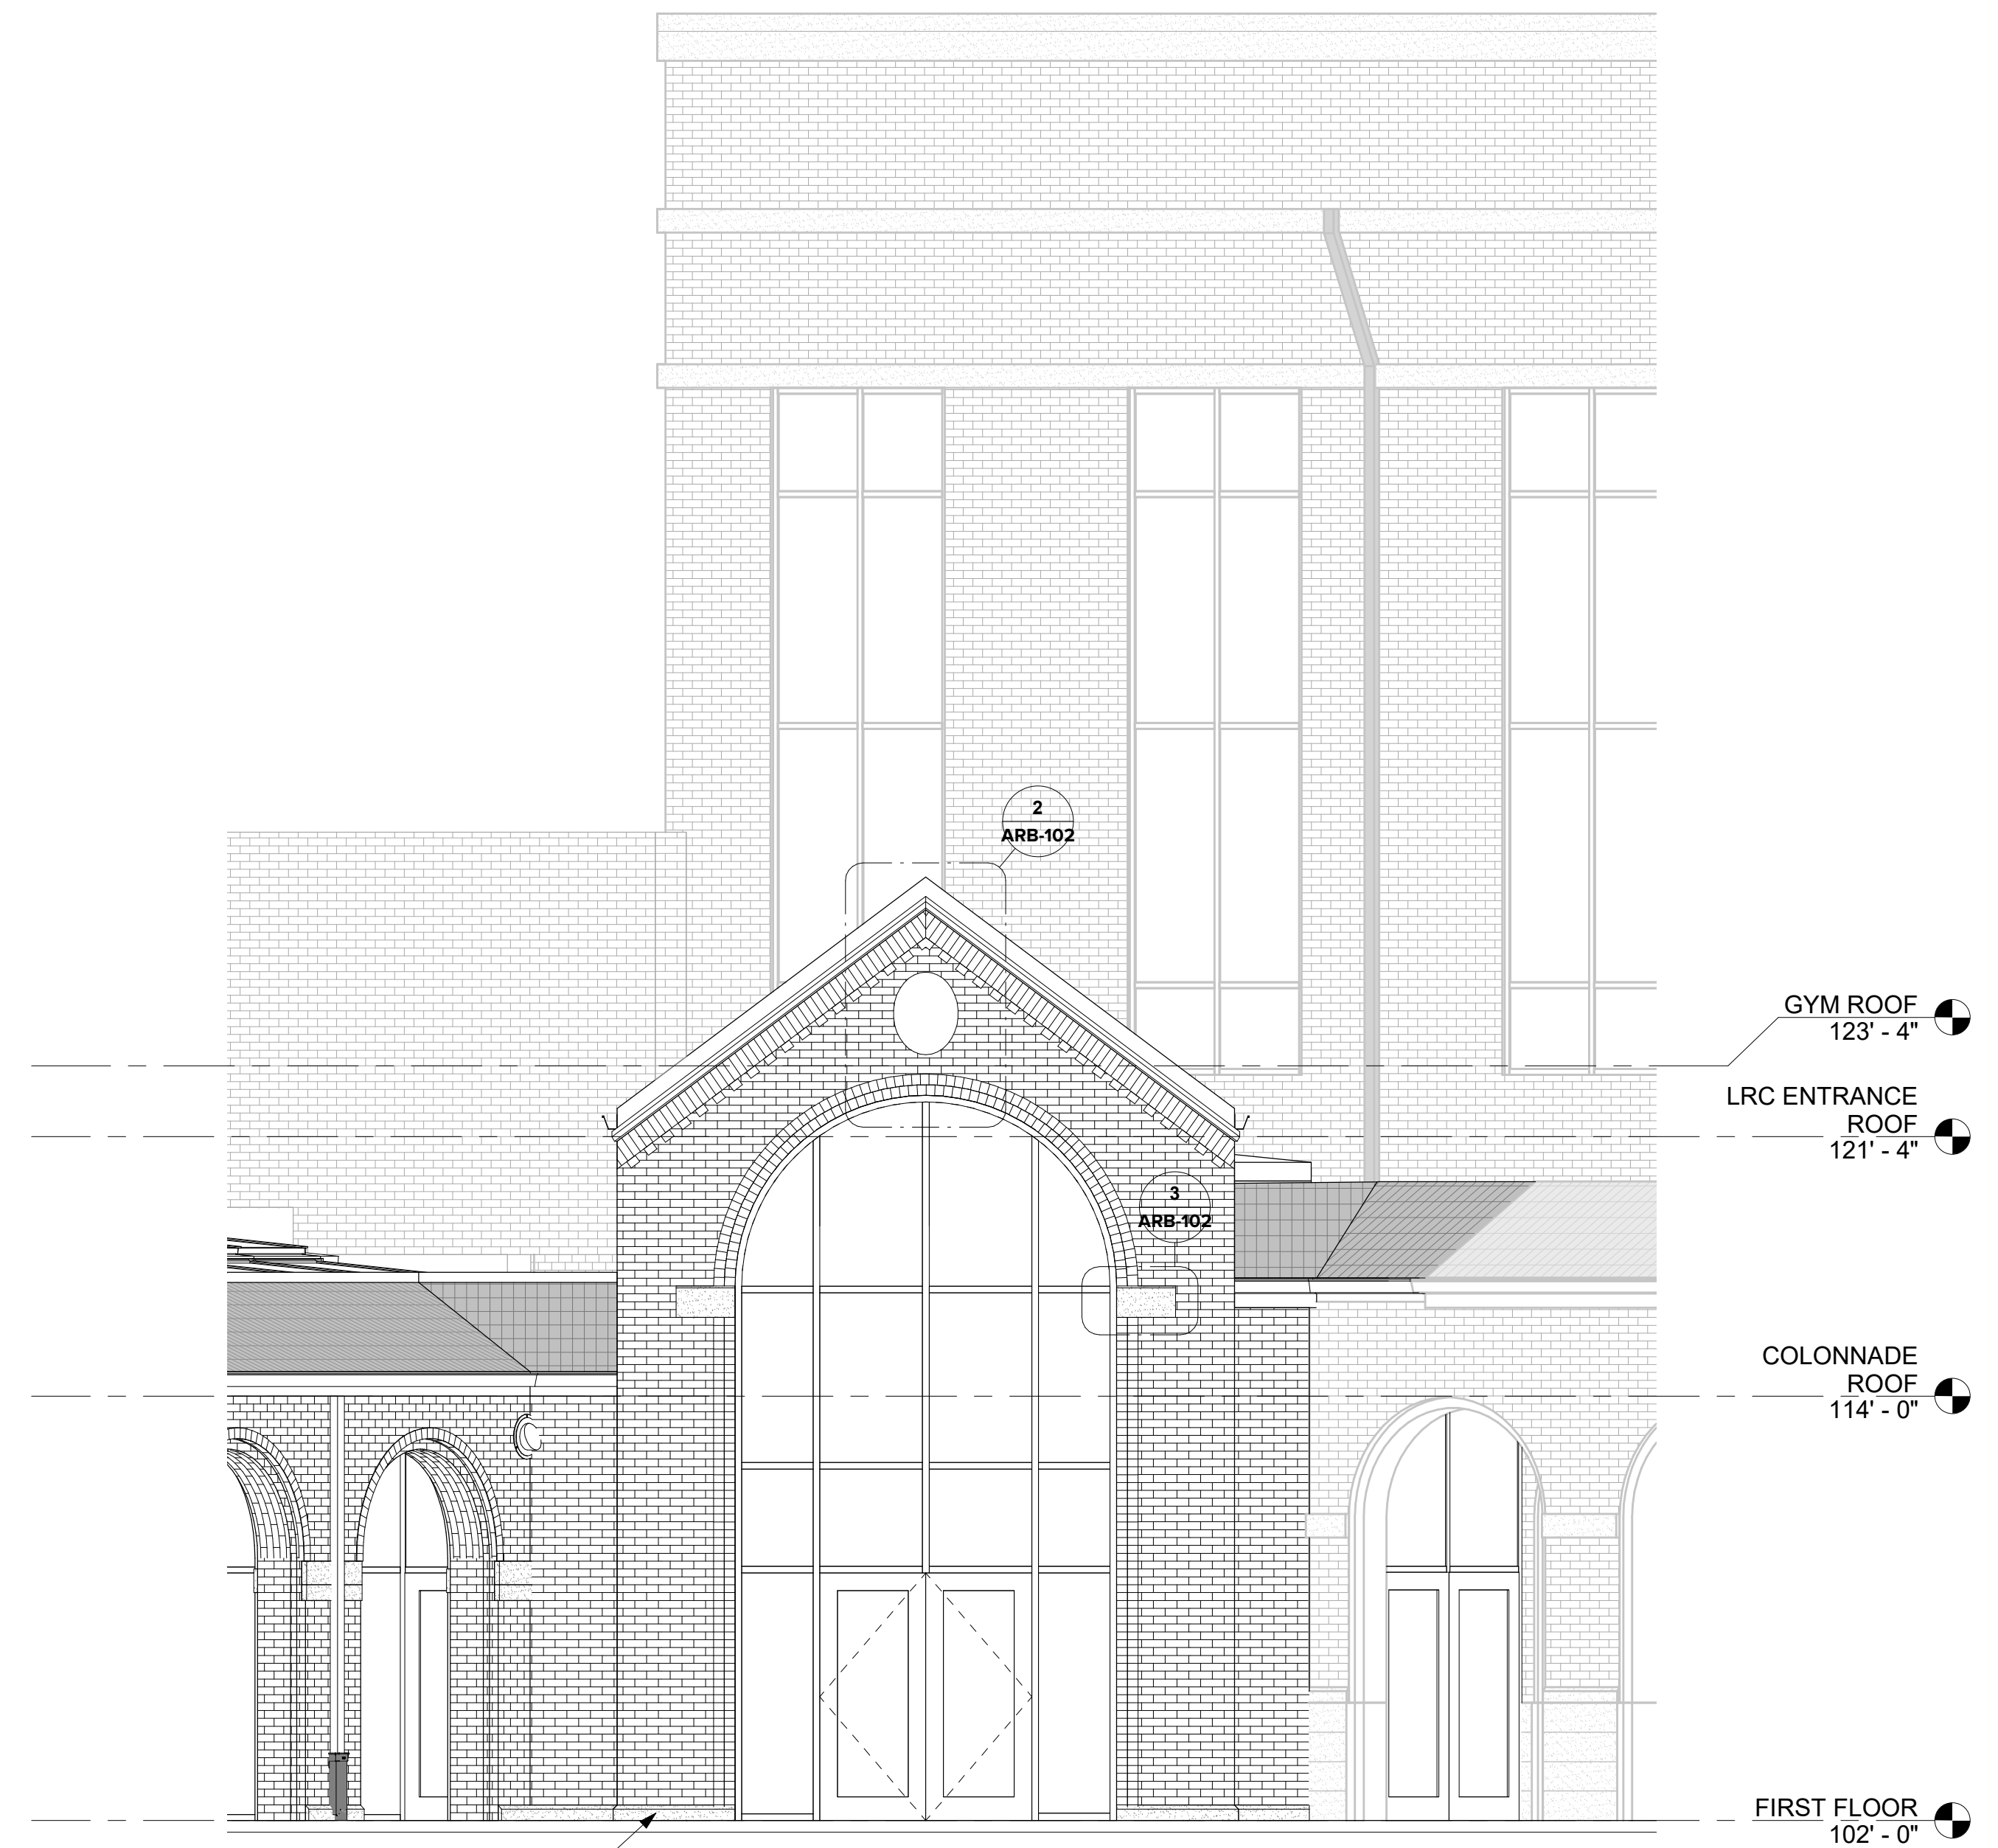 2
ARB-102
GYM ROOF
123' - 4"
LRC ENTRANCE
ROOF
121' - 4"
3
ARB-102
COLONNADE
ROOF
114' - 0"
FIRST FLOOR
102' - 0"